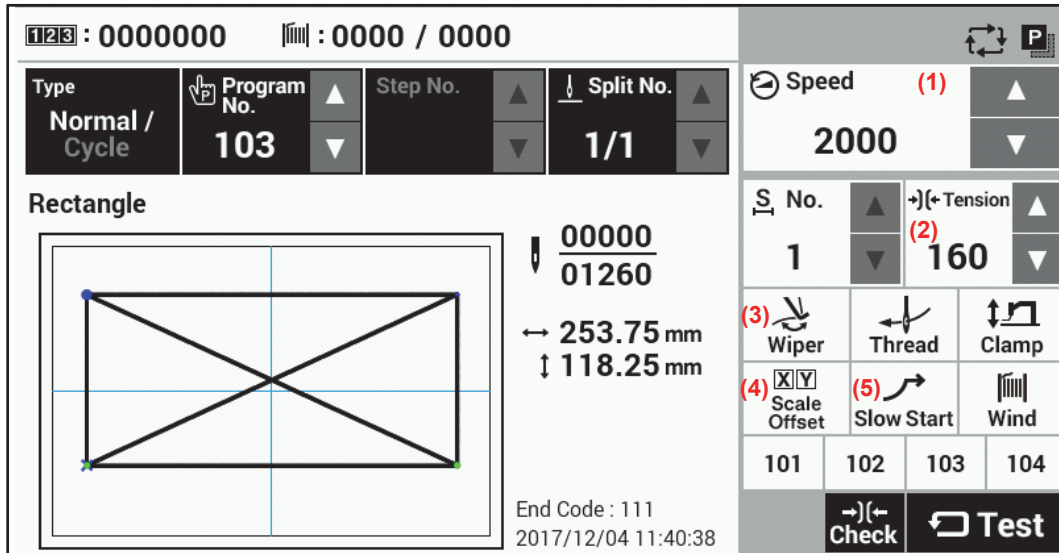 123 : 0000000 : 0000 / 0000
P
Type
Normal /
Cycle
P Program
No.
103
Step No.
Split No.
1/1
Speed (1)
2000
Rectangle
00000
01260
253.75 mm
118.25 mm
S No.
1
Tension
(2)
160
(3)
Wiper
Thread
Clamp
(4) X Y
Scale
Offset
(5)
Slow Start
Wind
101 102 103 104
End Code : 111
2017/12/04 11:40:38
Check
Test